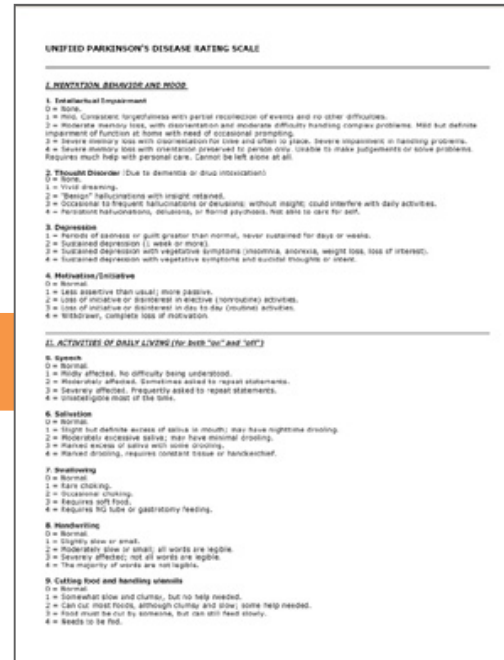 UNIFIED PARKINSON'S DISEASE RATING SCALE
I. MENTATION, BEHAVIOR AND MOOD
1. Intellectual Impairment
0 = None.
1 = Mild. Consistent forgetfulness with partial recollection of events and no other difficulties.
2 = Moderate memory loss, with disorientation and moderate difficulty handling complex problems. Mild but definite
impairment of function at home with need of occasional prompting.
3 = Severe memory loss with disorientation for time and often to place. Severe impairment in handling problems.
4 = Severe memory loss with orientation preserved to person only. Unable to make judgements or solve problems.
Requires much help with personal care. Cannot be left alone at all.
2. Thought Disorder (Due to dementia or drug intoxication)
0 = None.
1 = Vivid dreaming.
2 = "Benign" hallucinations with insight retained.
3 = Occasional to frequent hallucinations or delusions; without insight; could interfere with daily activities.
4 = Persistent hallucinations, delusions, or florid psychosis. Not able to care for self.
3. Depression
1 = Periods of sadness or guilt greater than normal, never sustained for days or weeks.
2 = Sustained depression (1 week or more).
3 = Sustained depression with vegetative symptoms (insomnia, anorexia, weight loss, loss of interest).
4 = Sustained depression with vegetative symptoms and suicidal thoughts or intent.
4. Motivation/Initiative
0 = Normal.
1 = Less assertive than usual; more passive.
2 = Loss of initiative or disinterest in elective (nonroutine) activities.
3 = Loss of initiative or disinterest in day to day (routine) activities.
4 = Withdrawn, complete loss of motivation.
II. ACTIVITIES OF DAILY LIVING (for both "on" and "off")
5. Speech
0 = Normal.
1 = Mildly affected. No difficulty being understood.
2 = Moderately affected. Sometimes asked to repeat statements.
3 = Severely affected. Frequently asked to repeat statements.
4 = Unintelligible most of the time.
6. Salivation
0 = Normal.
1 = Slight but definite excess of saliva in mouth; may have nighttime drooling.
2 = Moderately excessive saliva; may have minimal drooling.
3 = Marked excess of saliva with some drooling.
4 = Marked drooling, requires constant tissue or handkerchief.
7. Swallowing
0 = Normal.
1 = Rare choking.
2 = Occasional choking.
3 = Requires soft food.
4 = Requires NG tube or gastrotomy feeding.
8. Handwriting
0 = Normal.
1 = Slightly slow or small.
2 = Moderately slow or small; all words are legible.
3 = Severely affected; not all words are legible.
4 = The majority of words are not legible.
9. Cutting food and handling utensils
0 = Normal.
1 = Somewhat slow and clumsy, but no help needed.
2 = Can cut most foods, although clumsy and slow; some help needed.
3 = Food must be cut by someone, but can still feed slowly.
4 = Needs to be fed.